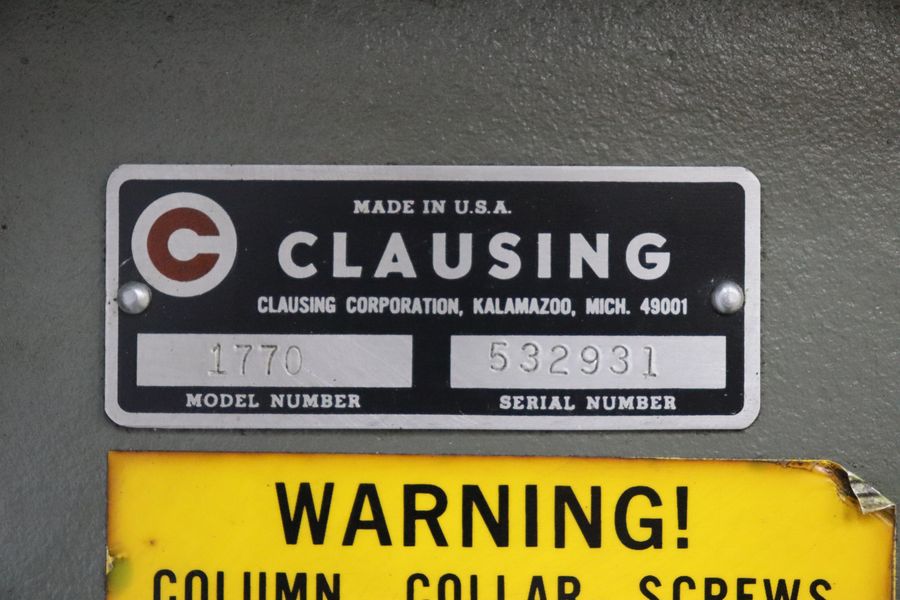 MADE IN U.S.A.
C CLAUSING
CLAUSING CORPORATION, KALAMAZOO, MICH. 49001
1770 532931
MODEL NUMBER SERIAL NUMBER
WARNING!
COLUMN COLLAR SCREWS